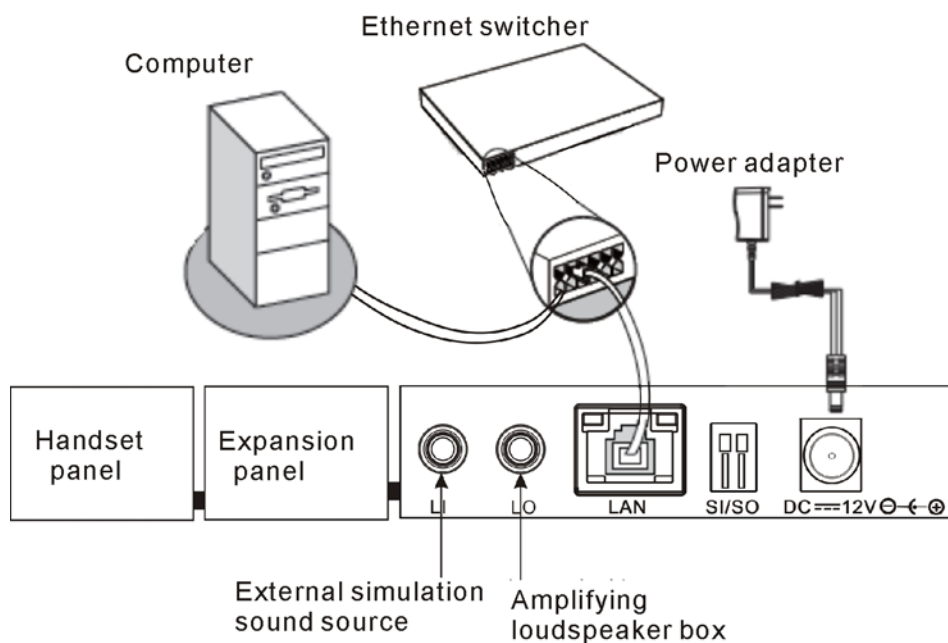 Ethernet switcher
Computer
Power adapter
Handset
panel
Expansion
panel
LI
LO
LAN
SI/SO
DC 12V
External simulation
sound source
Amplifying
loudspeaker box